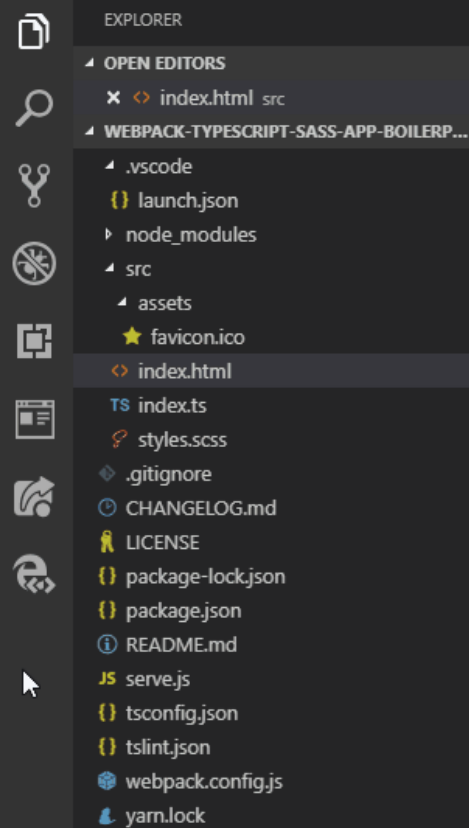 EXPLORER
OPEN EDITORS
index.html src
WEBPACK-TYPESCRIPT-SASS-APP-BOILERP...
.vscode
{} launch.json
node_modules
src
assets
favicon.ico
<> index.html
TS index.ts
styles.scss
.gitignore
CHANGELOG.md
LICENSE
{} package-lock.json
{} package.json
README.md
JS serve.js
{} tsconfig.json
{} tslint.json
webpack.config.js
yarn.lock